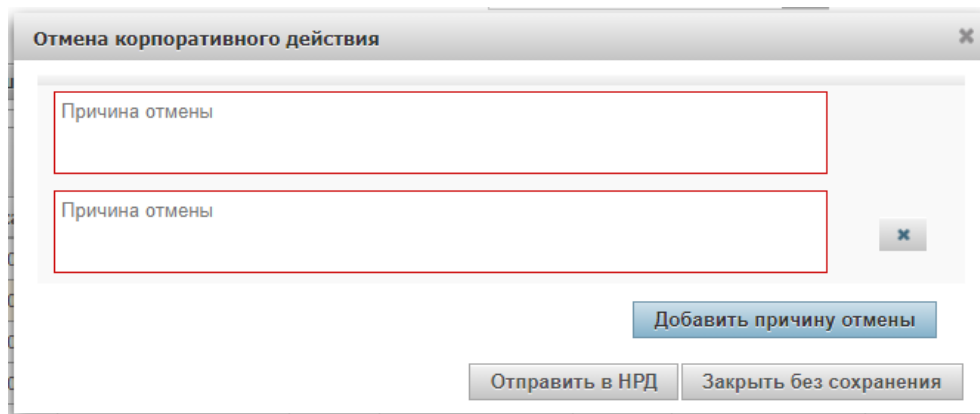 Отмена корпоративного действия
Причина отмены
Причина отмены
Добавить причину отмены
Отправить в НРД Закрыть без сохранения